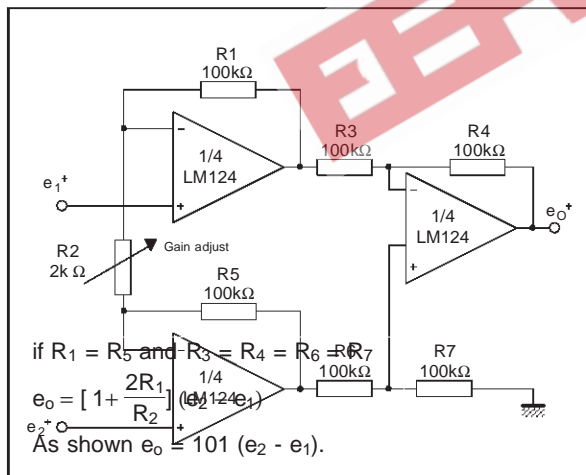 R1
100kΩ
R3
100kΩ
R4
100kΩ
1/4
LM124
e1+
1/4
LM124
eO+
R2
2k Ω
Gain adjust
R5
100kΩ
if R1 = R5 and R3 = R4 = R6 = R7
R6
100kΩ
R7
100kΩ
1/4
LM124
eo = [ 1+ 2R1/R2 ] (e2 - e1)
e2+
As shown eo = 101 (e2 - e1).